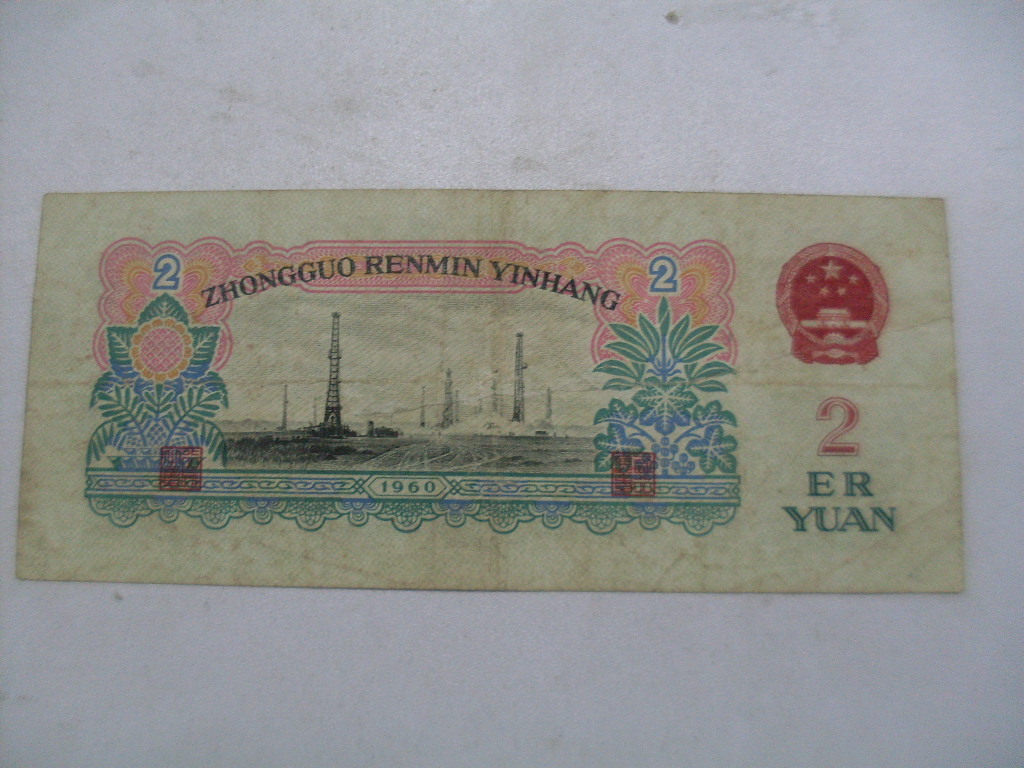 2
2
ZHONGGUO RENMIN YINHANG
1960
2
ER
YUAN